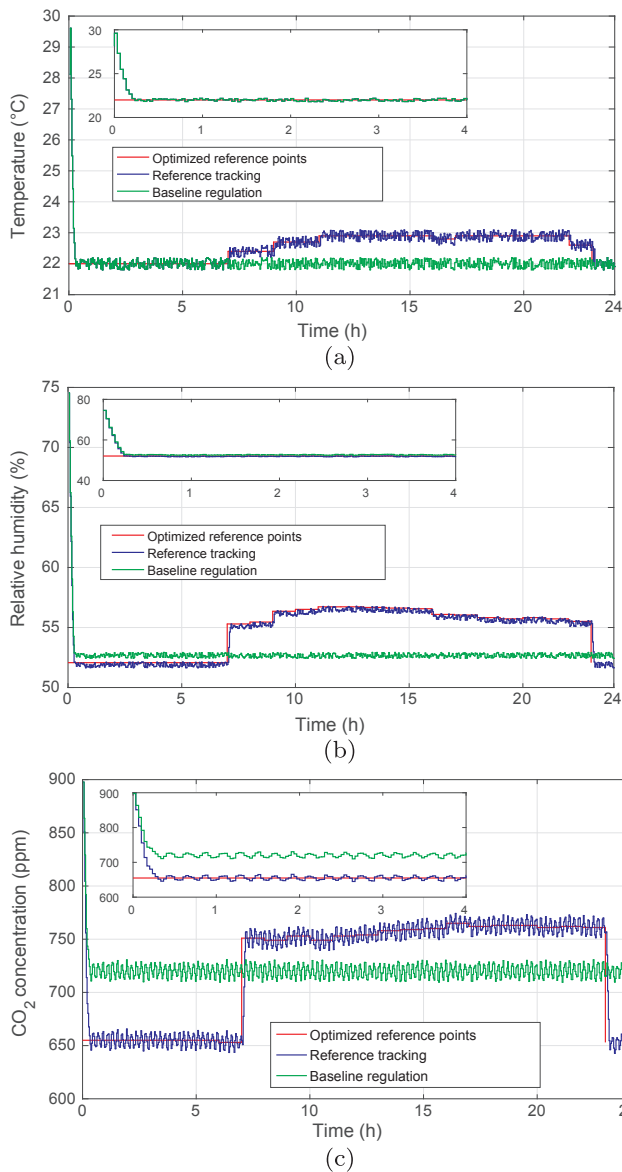 30
29
28
27
26
25
24
23
22
21
Temperature (°C)
30
25
20
0 1 2 3 4
Optimized reference points
Reference tracking
Baseline regulation
0 5 10 15 20 24
Time (h)
(a)
75
70
65
60
55
50
Relative humidity (%)
80
60
40
0 1 2 3 4
Optimized reference points
Reference tracking
Baseline regulation
0 5 10 15 20 24
Time (h)
(b)
900
850
800
750
700
650
600
CO2 concentration (ppm)
900
800
700
600
0 1 2 3 4
Optimized reference points
Reference tracking
Baseline regulation
0 5 10 15 20 2
Time (h)
(c)